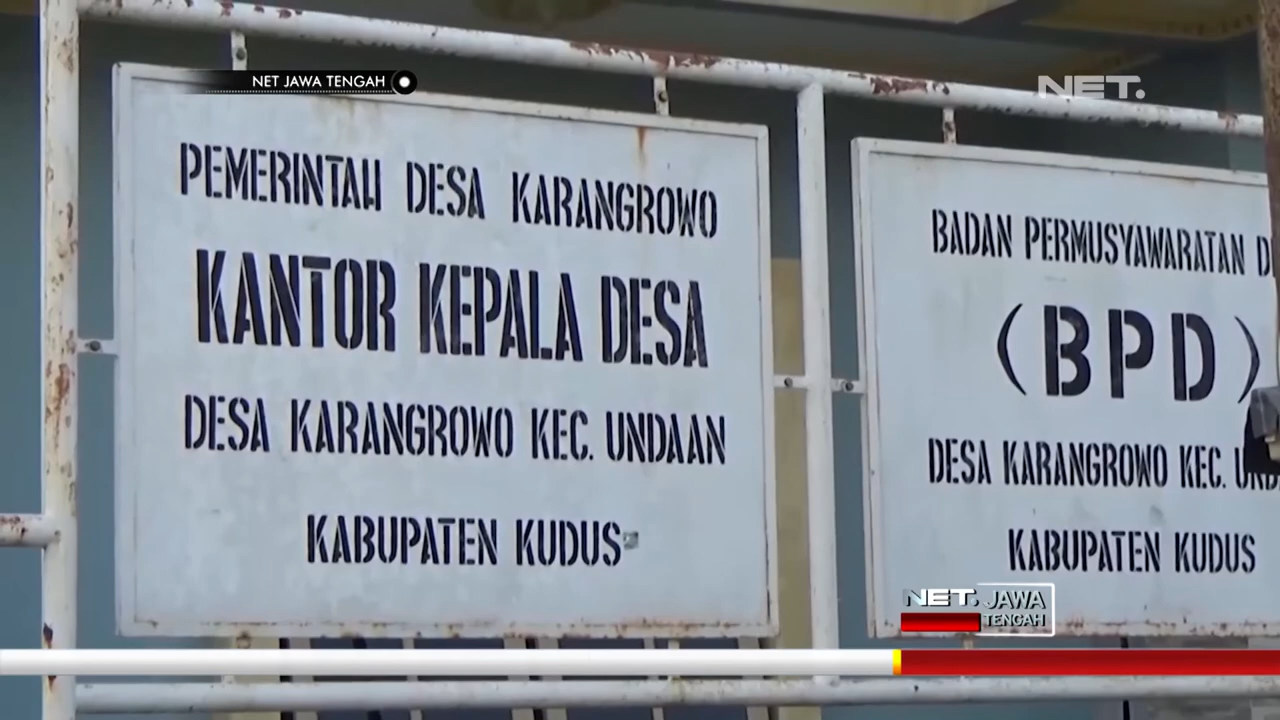 NET JAWA TENGAH
NET.
PEMERINTAH DESA KARANGROWO
KANTOR KEPALA DESA
DESA KARANGROWO KEC. UNDAAN
KABUPATEN KUDUS
BADAN PERMUSYAWARATAN
(BPD)
DESA KARANGROWO KEC.
KABUPATEN KUDUS
NET. JAWA
TENGAH